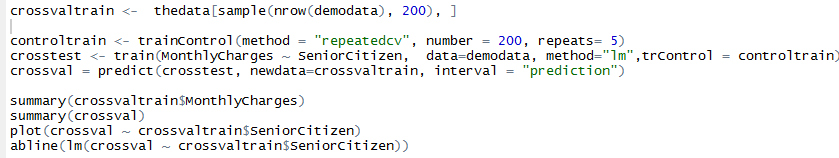 crossvaltrain <-  thedata[sample(nrow(demodata), 200), ]
controltrain <- trainControl(method = "repeatedcv", number = 200, repeats= 5)
crosstest <- train(MonthlyCharges ~ SeniorCitizen,  data=demodata, method="lm",trControl = controltrain)
crossval = predict(crosstest, newdata=crossvaltrain, interval = "prediction")
summary(crossvaltrain$MonthlyCharges)
summary(crossval)
plot(crossval ~ crossvaltrain$SeniorCitizen)
abline(lm(crossval ~ crossvaltrain$SeniorCitizen))